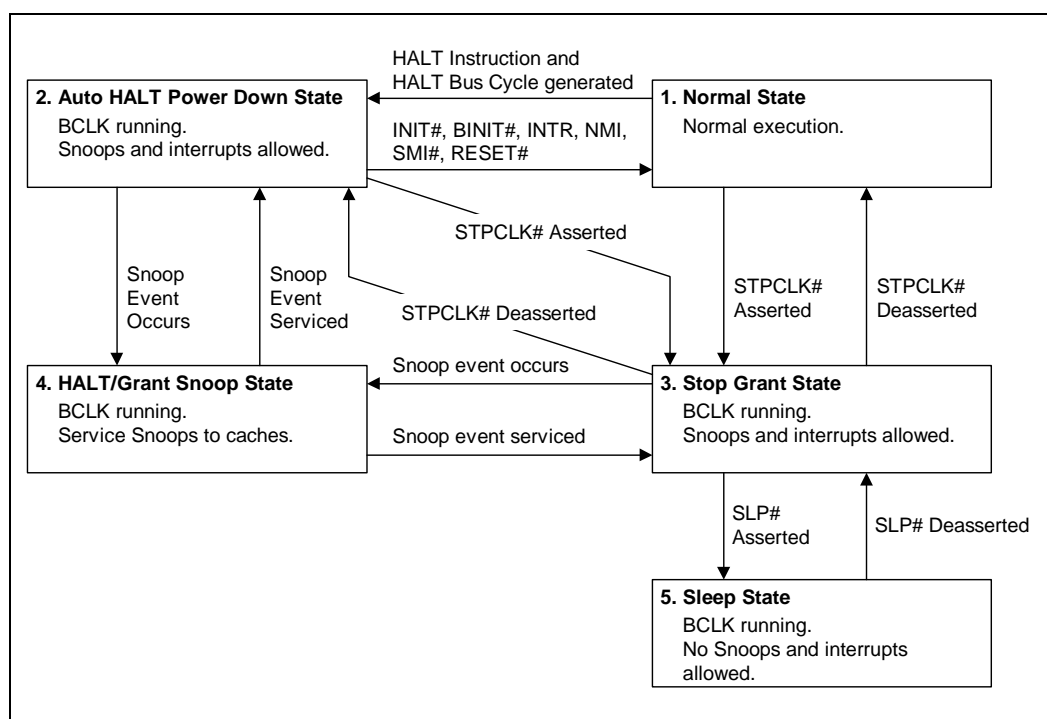 HALT Instruction and
HALT Bus Cycle generated
2. Auto HALT Power Down State
BCLK running.
Snoops and interrupts allowed.
1. Normal State
Normal execution.
INIT#, BINIT#, INTR, NMI,
SMI#, RESET#
STPCLK# Asserted
Snoop
Event
Occurs
Snoop
Event
Serviced
STPCLK# Deasserted
STPCLK#
Asserted
STPCLK#
Deasserted
Snoop event occurs
4. HALT/Grant Snoop State
BCLK running.
Service Snoops to caches.
3. Stop Grant State
BCLK running.
Snoops and interrupts allowed.
Snoop event serviced
SLP#
Asserted
SLP# Deasserted
5. Sleep State
BCLK running.
No Snoops and interrupts
allowed.